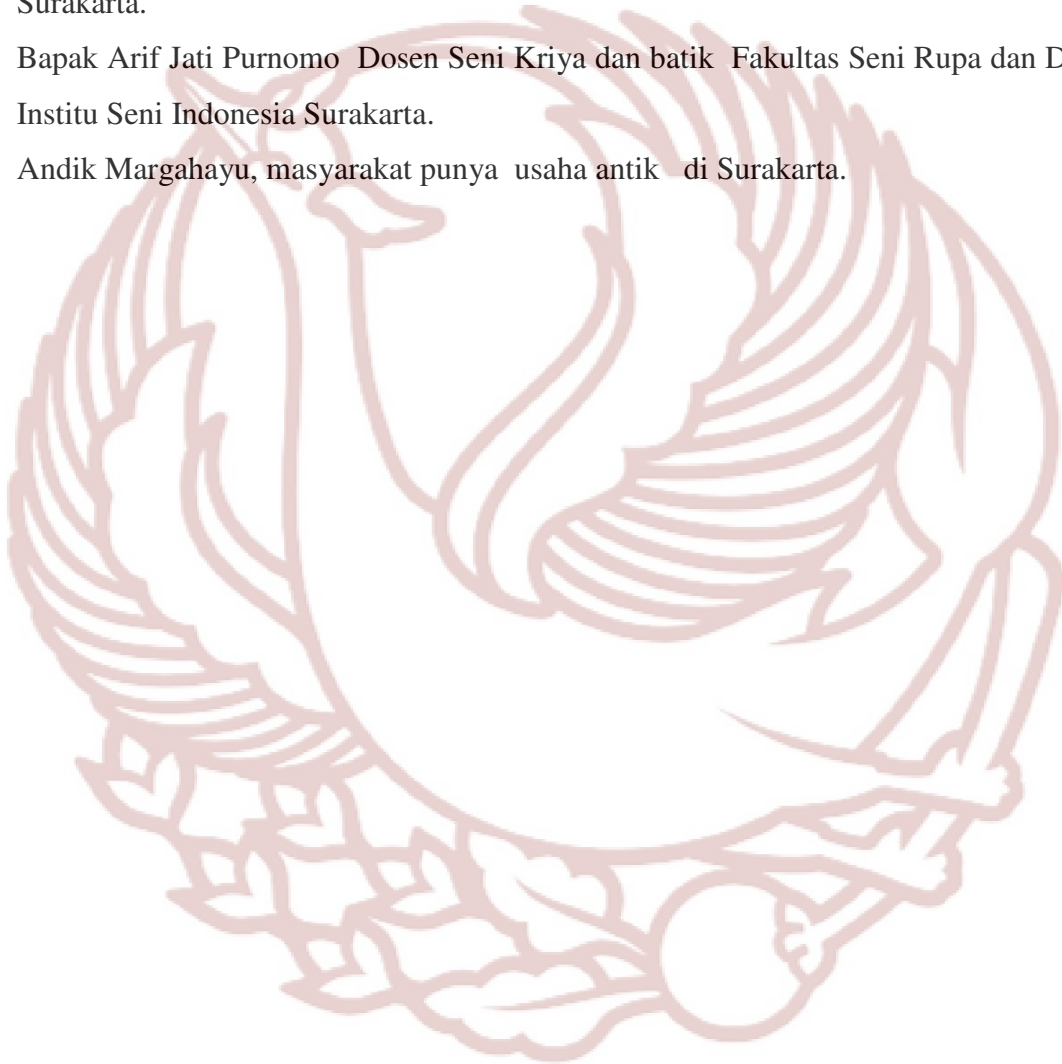 Surakarta.
Bapak Arif Jati Purnomo Dosen Seni Kriya dan batik Fakultas Seni Rupa dan D
Institu Seni Indonesia Surakarta.
Andik Margahayu, masyarakat punya usaha antik di Surakarta.